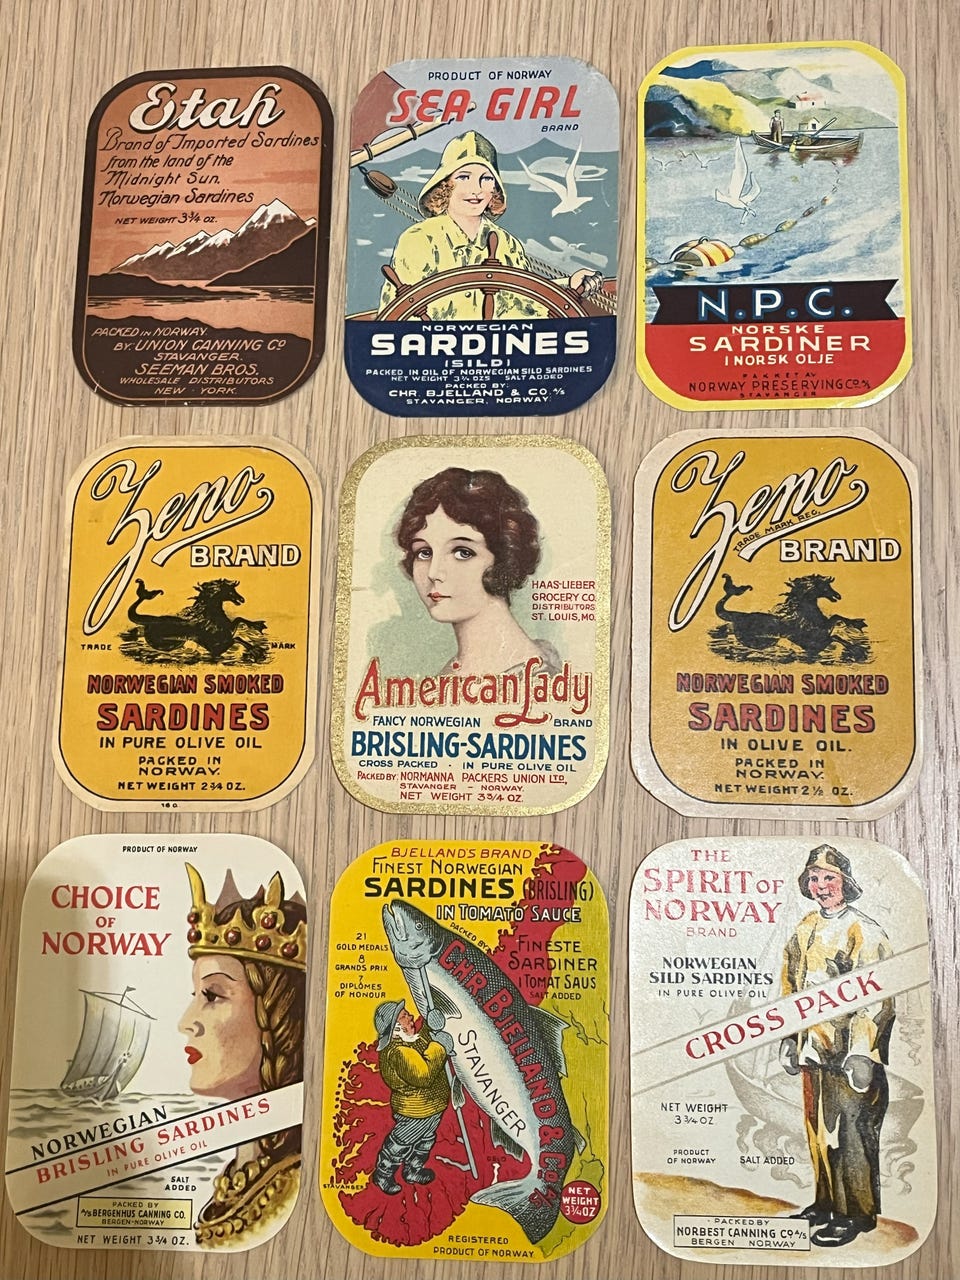 Etah
Brand of Imported Sardines
from the land of the
Midnight Sun.
Norwegian Sardines
NET WEIGHT 3¾ OZ.
PACKED IN NORWAY.
BY: UNION CANNING Cº
STAVANGER.
SEEMAN BROS.
WHOLESALE DISTRIBUTORS
NEW - YORK.
PRODUCT OF NORWAY
SEA GIRL
BRAND
NORWEGIAN
SARDINES
(SILD)
PACKED IN OIL OF NORWEGIAN SILD SARDINES
NET WEIGHT 3¾ OZS SALT ADDED
PACKED BY:
CHR. BJELLAND & CO. A/S
STAVANGER, NORWAY.
N.P.C.
NORSKE
SARDINER
I NORSK OLJE
PAKKET AV
NORWAY PRESERVING Cº. A/S
STAVANGER
Zeno
BRAND
TRADE MARK
NORWEGIAN SMOKED
SARDINES
IN PURE OLIVE OIL
PACKED IN
NORWAY.
NET WEIGHT 2¾ OZ.
160
HAAS-LIEBER
GROCERY CO.
DISTRIBUTORS
ST. LOUIS, MO.
American Lady
FANCY NORWEGIAN BRAND
BRISLING-SARDINES
CROSS PACKED · IN PURE OLIVE OIL
PACKED BY: NORMANNA PACKERS UNION LTD,
STAVANGER - NORWAY.
NET WEIGHT 3¾ OZ.
Zeno
TRADE MARK REG.
BRAND
NORWEGIAN SMOKED
SARDINES
IN OLIVE OIL.
PACKED IN
NORWAY.
NET WEIGHT 2½ OZ.
PRODUCT OF NORWAY
CHOICE
OF
NORWAY
NORWEGIAN
BRISLING SARDINES
IN PURE OLIVE OIL
SALT
ADDED
PACKED BY
A/S BERGENHUS CANNING CO.
BERGEN-NORWAY
NET WEIGHT 3¾ OZ.
BJELLAND'S BRAND
FINEST NORWEGIAN
SARDINES (BRISLING)
IN TOMATO SAUCE
PACKED BY
21
GOLD MEDALS
8
GRANDS PRIX
7
DIPLOMES
OF HONOUR
FINESTE
SARDINER
I TOMAT SAUS
SALT ADDED
CHR. BJELLAND & Co. A/S
STAVANGER
OSLO
STAVANGER
NET
WEIGHT
3¾ OZ
REGISTERED
PRODUCT OF NORWAY
THE
SPIRIT OF
NORWAY
BRAND
NORWEGIAN
SILD SARDINES
IN PURE OLIVE OIL
CROSS PACK
NET WEIGHT
3¾ OZ
PRODUCT
OF NORWAY
SALT ADDED
PACKED BY
NORBEST CANNING Cº A/S
BERGEN NORWAY